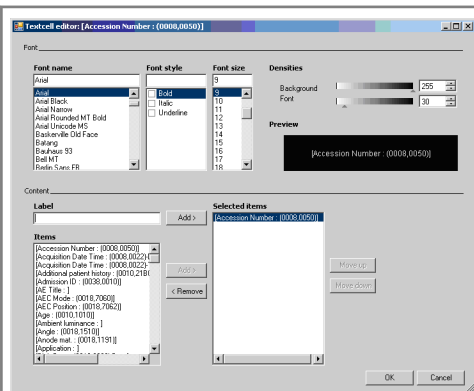 Textcell editor: [Accession Number : (0008,0050)]
Font
Font name
Font style
Font size
Densities
Arial
9
Arial
Arial Black
Arial Narrow
Arial Rounded MT Bold
Arial Unicode MS
Baskerville Old Face
Batang
Bauhaus 93
Bell MT
Berlin Sans FB
Bold
Italic
Underline
9
10
11
12
13
14
15
16
17
18
Background
255
Font
30
Preview
[Accession Number : (0008,0050)]
Content
Label
Add >
Selected items
[Accession Number : (0008,0050)]
Items
[Accession Number : (0008,0050)]
[Acquisition Date Time : (0008,0022)-(
[Acquisition Date Time : (0008,0022)-(
[Additional patient history : (0010,21B0
[Admission ID : (0038,0010)]
[AE Title : ]
[AEC Mode : (0018,7060)]
[AEC Position : (0018,7062)]
[Age : (0010,1010)]
[Ambient luminance : ]
[Angle : (0018,1510)]
[Anode mat. : (0018,1191)]
[Application : ]
Add >
< Remove
Move up
Move down
OK
Cancel